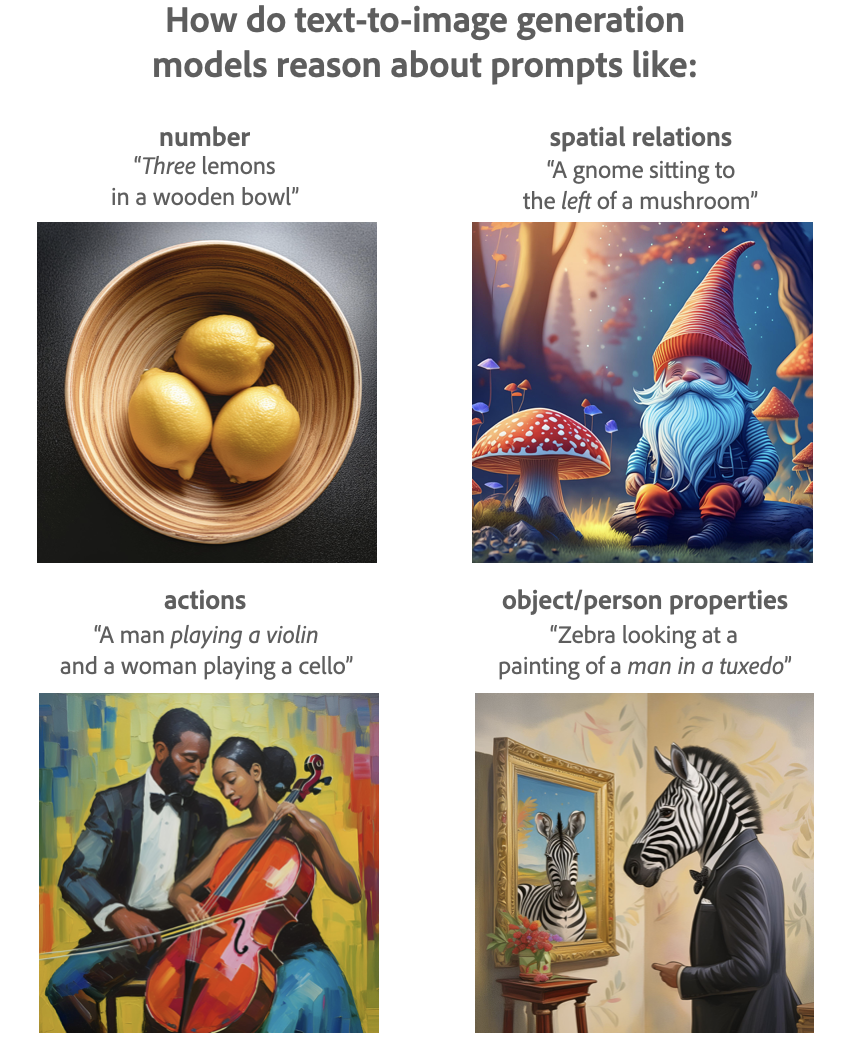 How do text-to-image generation
models reason about prompts like:
number
“Three lemons
in a wooden bowl”
spatial relations
“A gnome sitting to
the left of a mushroom”
actions
“A man playing a violin
and a woman playing a cello”
object/person properties
“Zebra looking at a
painting of a man in a tuxedo”